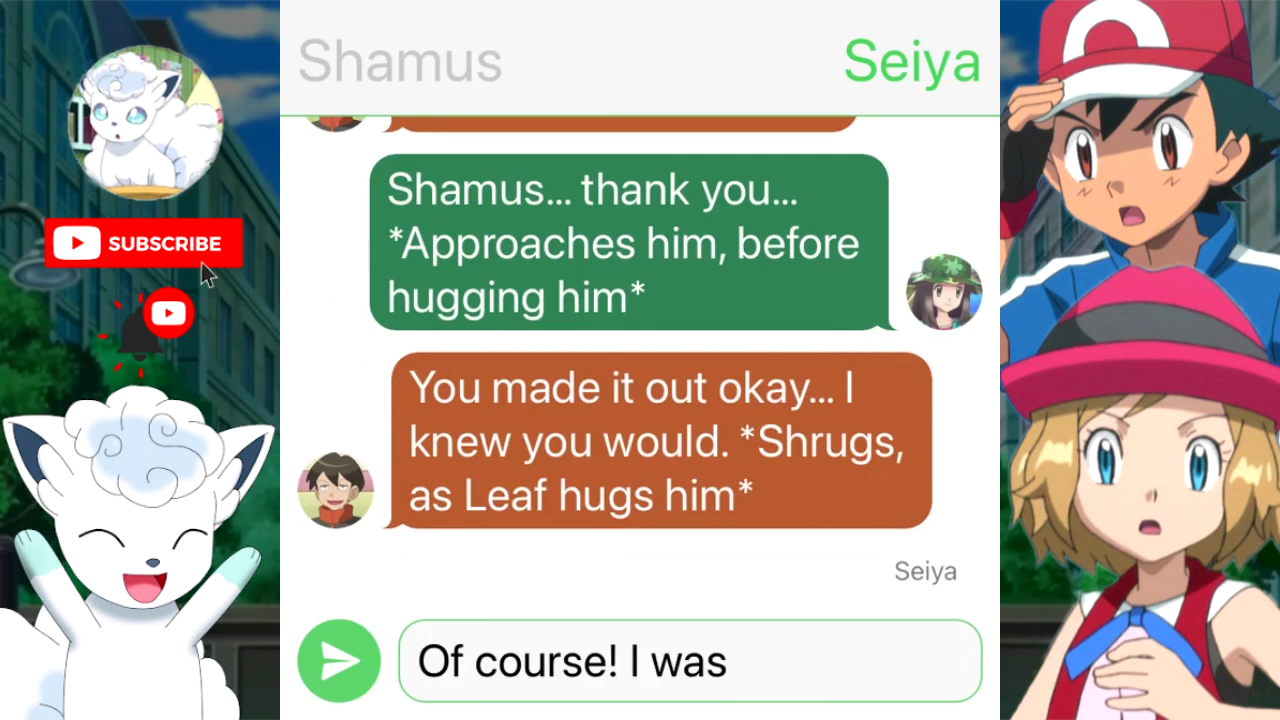 Shamus
Seiya
SUBSCRIBE
Shamus... thank you...
*Approaches him, before
hugging him*
You made it out okay... I
knew you would. *Shrugs,
as Leaf hugs him*
Seiya
Of course! I was